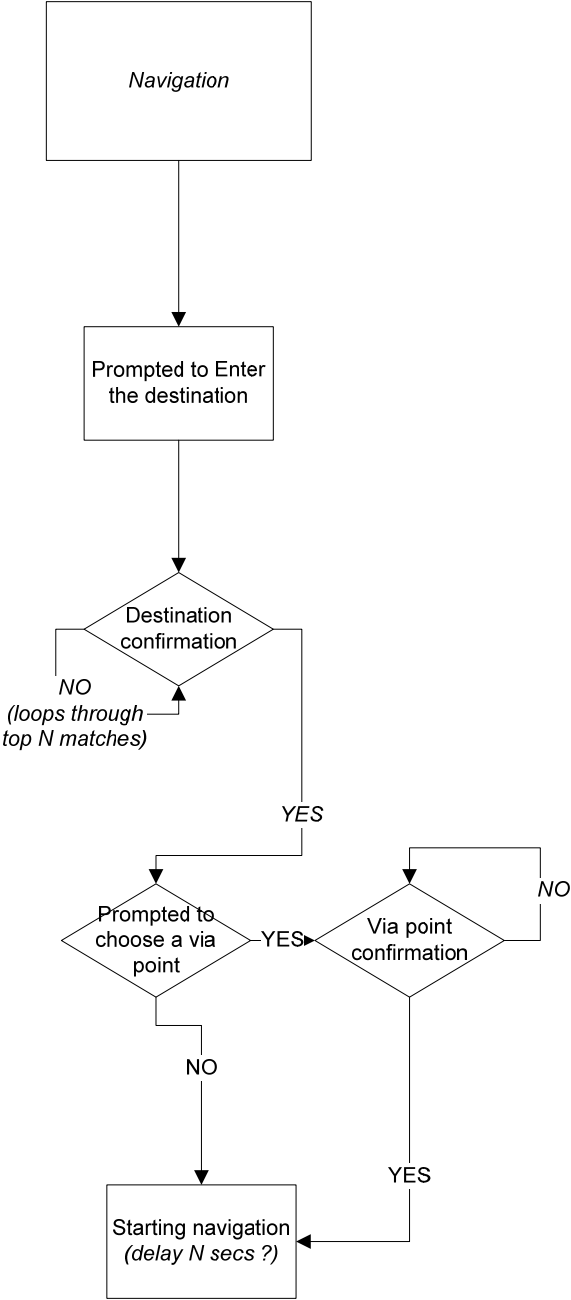 Navigation
Prompted to Enter
the destination
Destination
confirmation
NO
(loops through
top N matches)
YES
Prompted to
choose a via
point
YES
Via point
confirmation
NO
NO
YES
Starting navigation
(delay N secs ?)